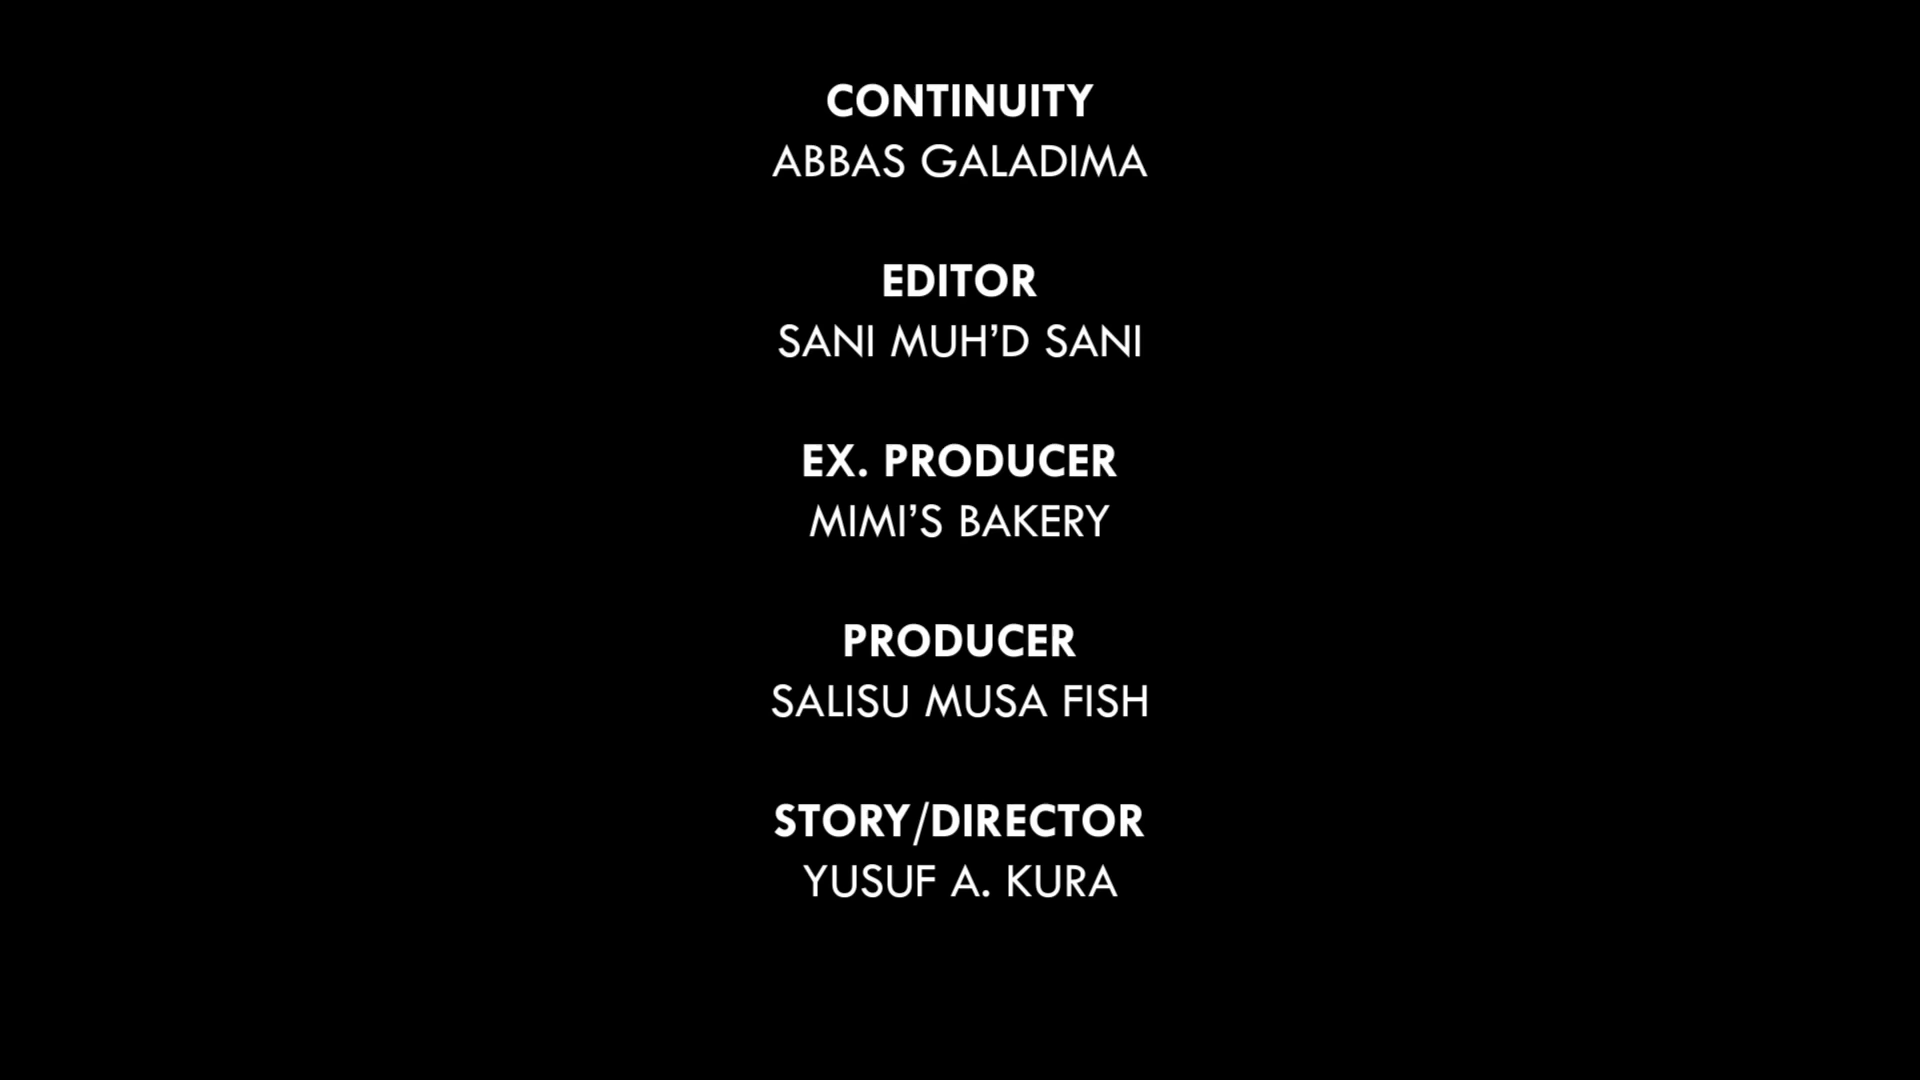 CONTINUITY
ABBAS GALADIMA
EDITOR
SANI MUH’D SANI
EX. PRODUCER
MIMI’S BAKERY
PRODUCER
SALISU MUSA FISH
STORY/DIRECTOR
YUSUF A. KURA